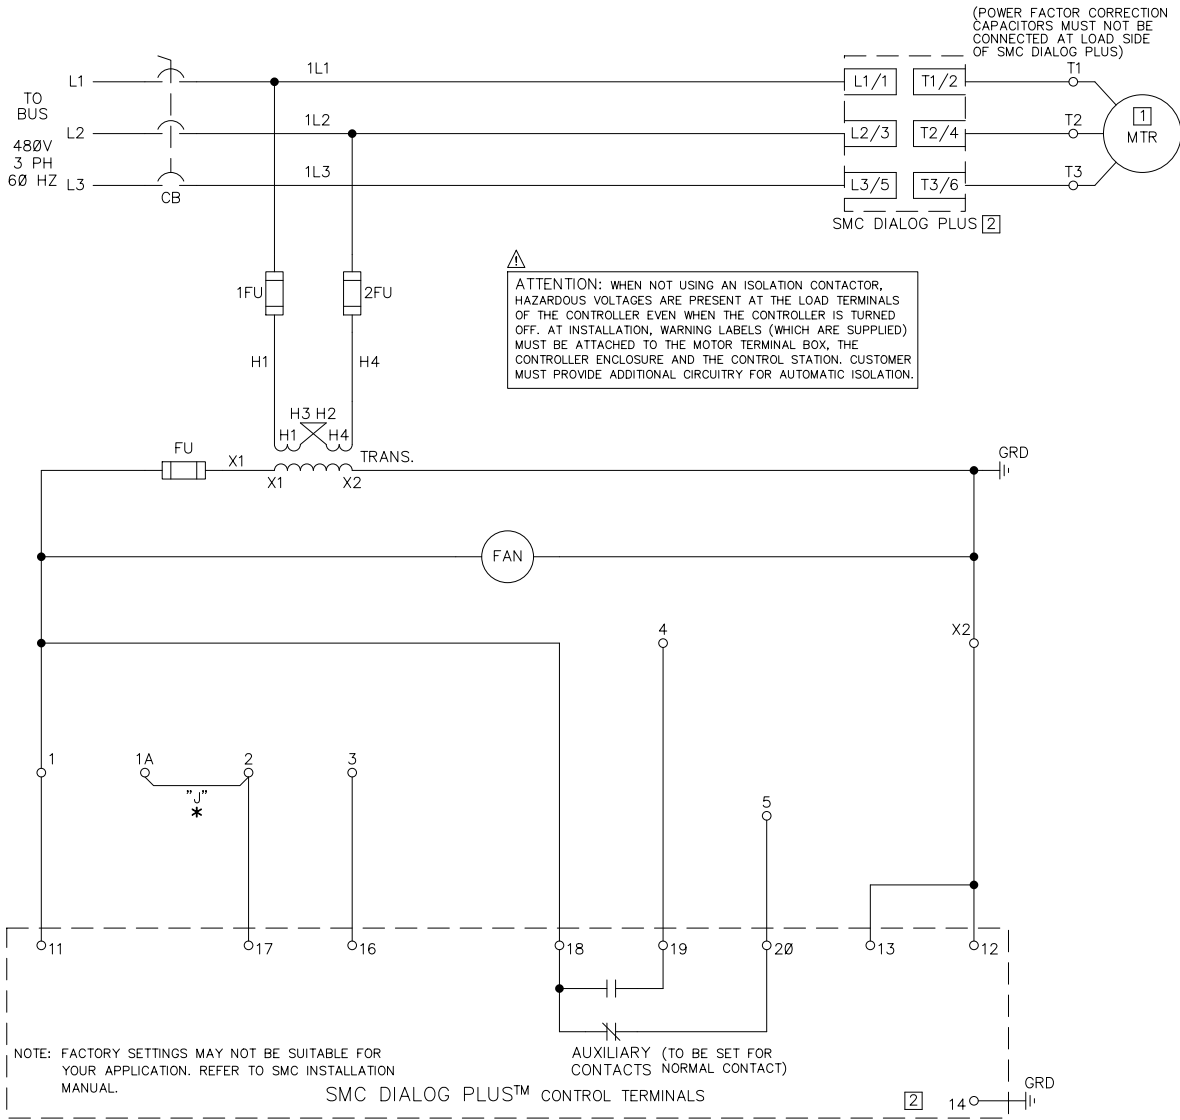 (POWER FACTOR CORRECTION
CAPACITORS MUST NOT BE
CONNECTED AT LOAD SIDE
OF SMC DIALOG PLUS)
L1
1L1
L1/1
T1/2
T1
TO
BUS
L2
1L2
L2/3
T2/4
T2
1
MTR
480V
3 PH
60 HZ
L3
CB
1L3
L3/5
T3/6
T3
SMC DIALOG PLUS 2
!
ATTENTION: WHEN NOT USING AN ISOLATION CONTACTOR,
HAZARDOUS VOLTAGES ARE PRESENT AT THE LOAD TERMINALS
OF THE CONTROLLER EVEN WHEN THE CONTROLLER IS TURNED
OFF. AT INSTALLATION, WARNING LABELS (WHICH ARE SUPPLIED)
MUST BE ATTACHED TO THE MOTOR TERMINAL BOX, THE
CONTROLLER ENCLOSURE AND THE CONTROL STATION. CUSTOMER
MUST PROVIDE ADDITIONAL CIRCUITRY FOR AUTOMATIC ISOLATION.
1FU
2FU
H1
H4
H3 H2
H1
H4
FU
X1
TRANS.
X1
X2
GRD
FAN
4
X2
1
1A
2
3
"J"
*
5
11
17
16
18
19
20
13
12
NOTE: FACTORY SETTINGS MAY NOT BE SUITABLE FOR
YOUR APPLICATION. REFER TO SMC INSTALLATION
MANUAL.
AUXILIARY (TO BE SET FOR
CONTACTS NORMAL CONTACT)
SMC DIALOG PLUS™ CONTROL TERMINALS
2
14
GRD